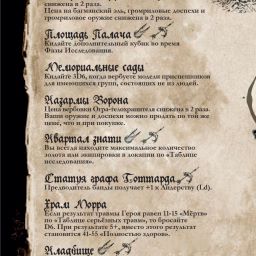 снижена в 2 раза.
Цена на багманский эль, громриловые доспехи и
громриловое оружие снижена в 2 раза.
Площадь Палача
Кидайте дополнительный кубик во время
Фазы Исследования.
Мемориальные сады
Кидайте 3D6, когда вербуете модели приспешников
для имеющихся групп, состоящих не из людей.
Казармы Ворона
Цена вербовки Огра-телохранителя снижена в 2 раза.
Ваши оружие и доспехи можно продать по той же
цене, что и при покупке.
Квартал знати
Вы всегда находите максимальное количество
золота или экипировки в локации по «Таблице
исследования».
Статуя графа Готтарда
Предводитель банды получает +1 к Лидерству (Ld).
Храм Морра
Если результат травмы Героя равен 11-15 «Мёртв»
по «Таблице серьёзных травм», то бросайте
D6. При результате 5+, вместо этого результат
становится 41-55 «Полностью здоров».
Кладбище